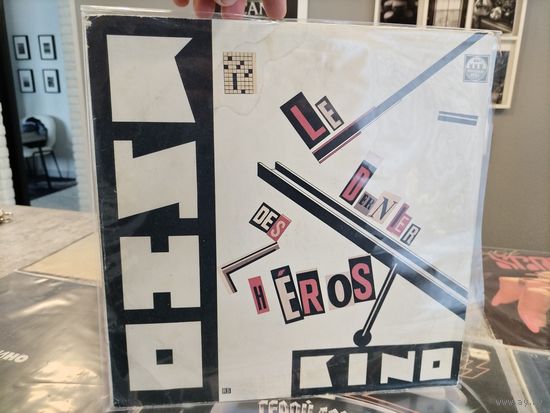 КИНО
LE
DERNIER
DES
HÉROS
KINO